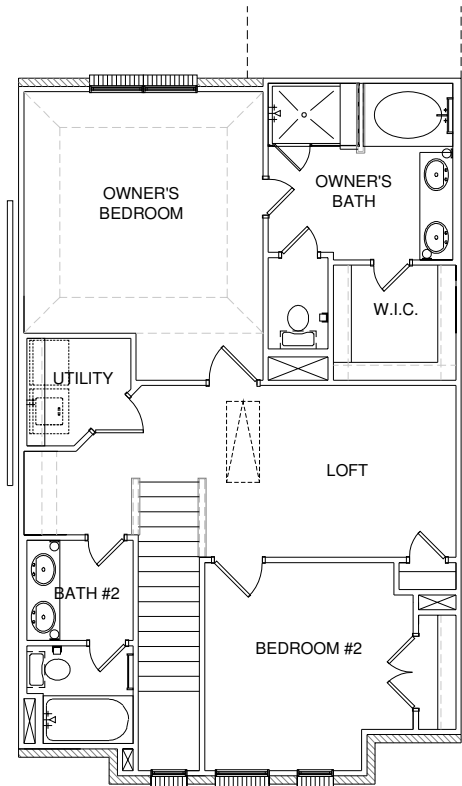 OWNER'S
BEDROOM
OWNER'S
BATH
W.I.C.
UTILITY
LOFT
BATH #2
BEDROOM #2